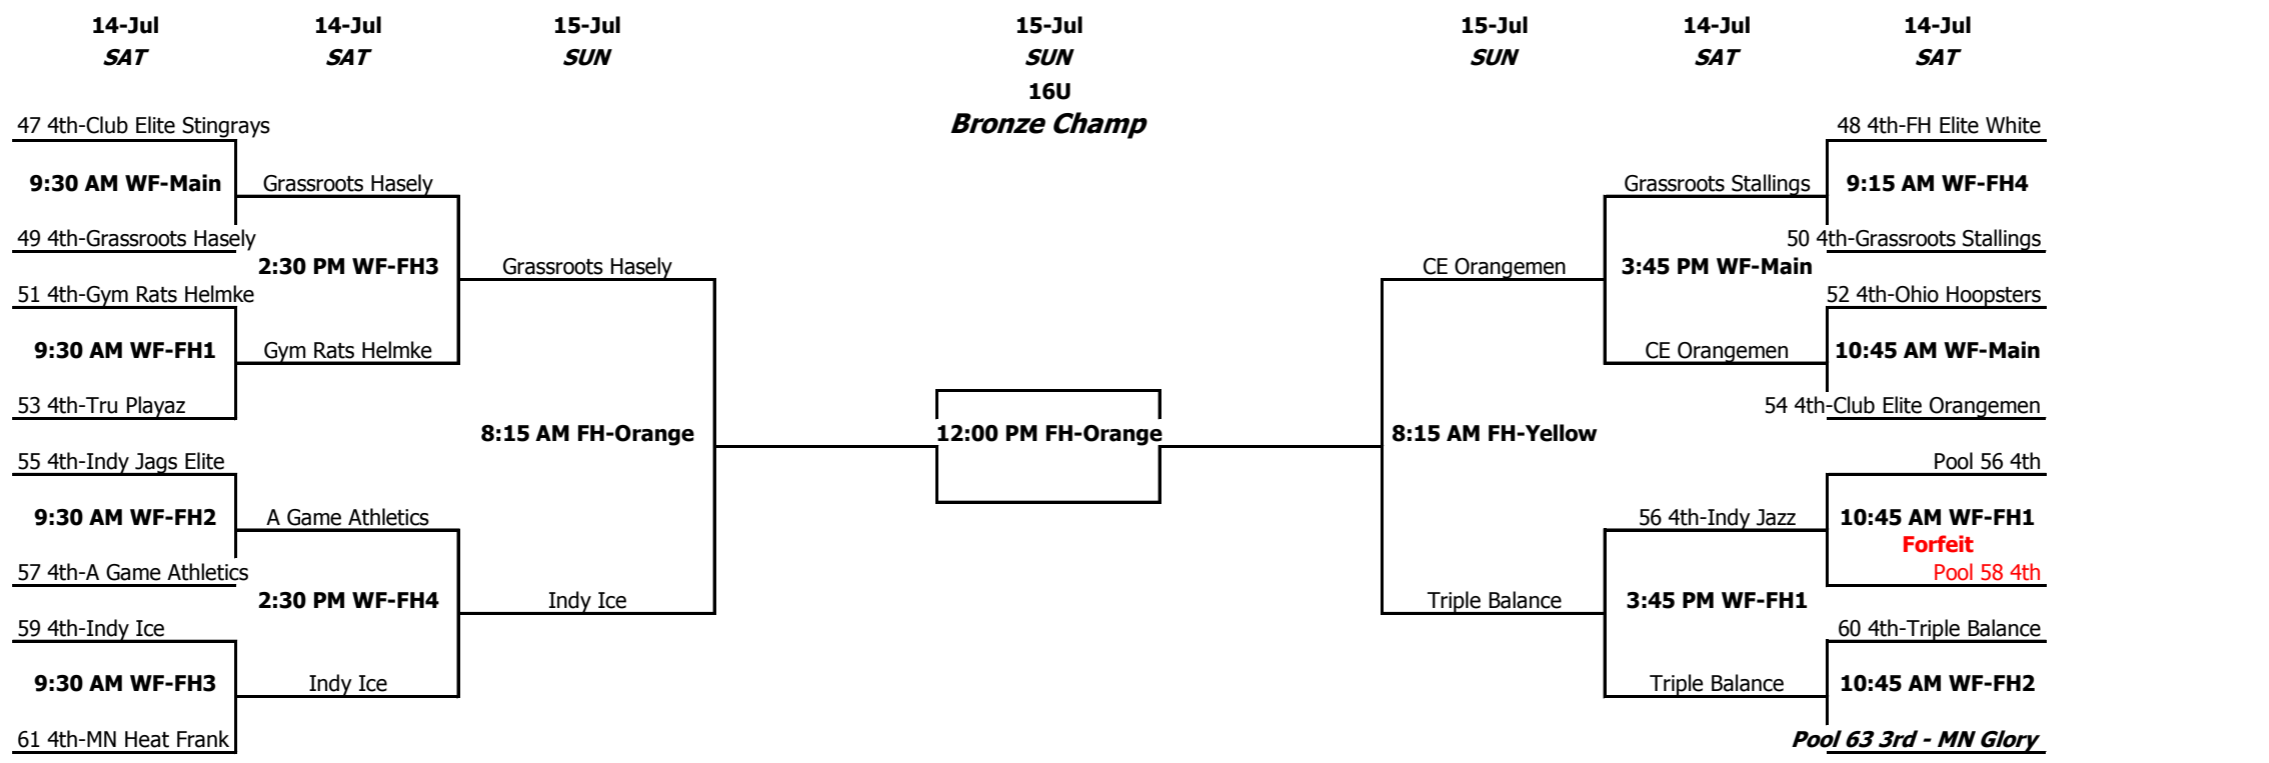 14-Jul 14-Jul 15-Jul 15-Jul 15-Jul 14-Jul 14-Jul
SAT SAT SUN SUN SUN SAT SAT
16U
Bronze Champ
47 4th-Club Elite Stingrays 48 4th-FH Elite White
9:30 AM WF-Main Grassroots Hasely Grassroots Stallings 9:15 AM WF-FH4
49 4th-Grassroots Hasely 50 4th-Grassroots Stallings
2:30 PM WF-FH3 Grassroots Hasely CE Orangemen 3:45 PM WF-Main
51 4th-Gym Rats Helmke 52 4th-Ohio Hoopsters
9:30 AM WF-FH1 Gym Rats Helmke CE Orangemen 10:45 AM WF-Main
53 4th-Tru Playaz 54 4th-Club Elite Orangemen
8:15 AM FH-Orange 12:00 PM FH-Orange 8:15 AM FH-Yellow
55 4th-Indy Jags Elite Pool 56 4th
9:30 AM WF-FH2 A Game Athletics 56 4th-Indy Jazz 10:45 AM WF-FH1
Forfeit
57 4th-A Game Athletics Pool 58 4th
2:30 PM WF-FH4 Indy Ice Triple Balance 3:45 PM WF-FH1
59 4th-Indy Ice 60 4th-Triple Balance
9:30 AM WF-FH3 Indy Ice Triple Balance 10:45 AM WF-FH2
61 4th-MN Heat Frank Pool 63 3rd - MN Glory